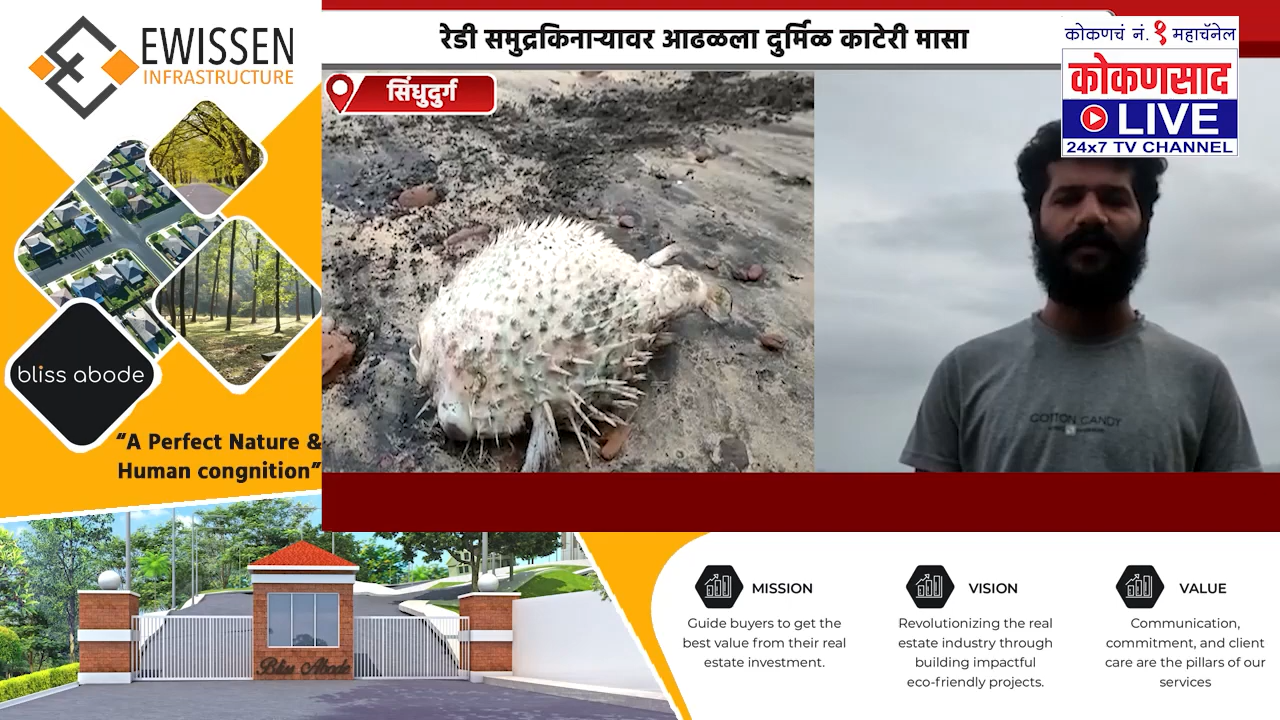 EWISSEN
INFRASTRUCTURE
bliss abode
“A Perfect Nature &
Human congnition”
रेडी समुद्रकिनाऱ्यावर आढळला दुर्मिळ काटेरी मासा
सिंधुदुर्ग
कोकणचं नं. १ महाचॅनेल
कोकणसाद
LIVE
24x7 TV CHANNEL
COTTON CANDY
Bliss Abode
MISSION
Guide buyers to get the
best value from their real
estate investment.
VISION
Revolutionizing the real
estate industry through
building impactful
eco-friendly projects.
VALUE
Communication,
commitment, and client
care are the pillars of our
services